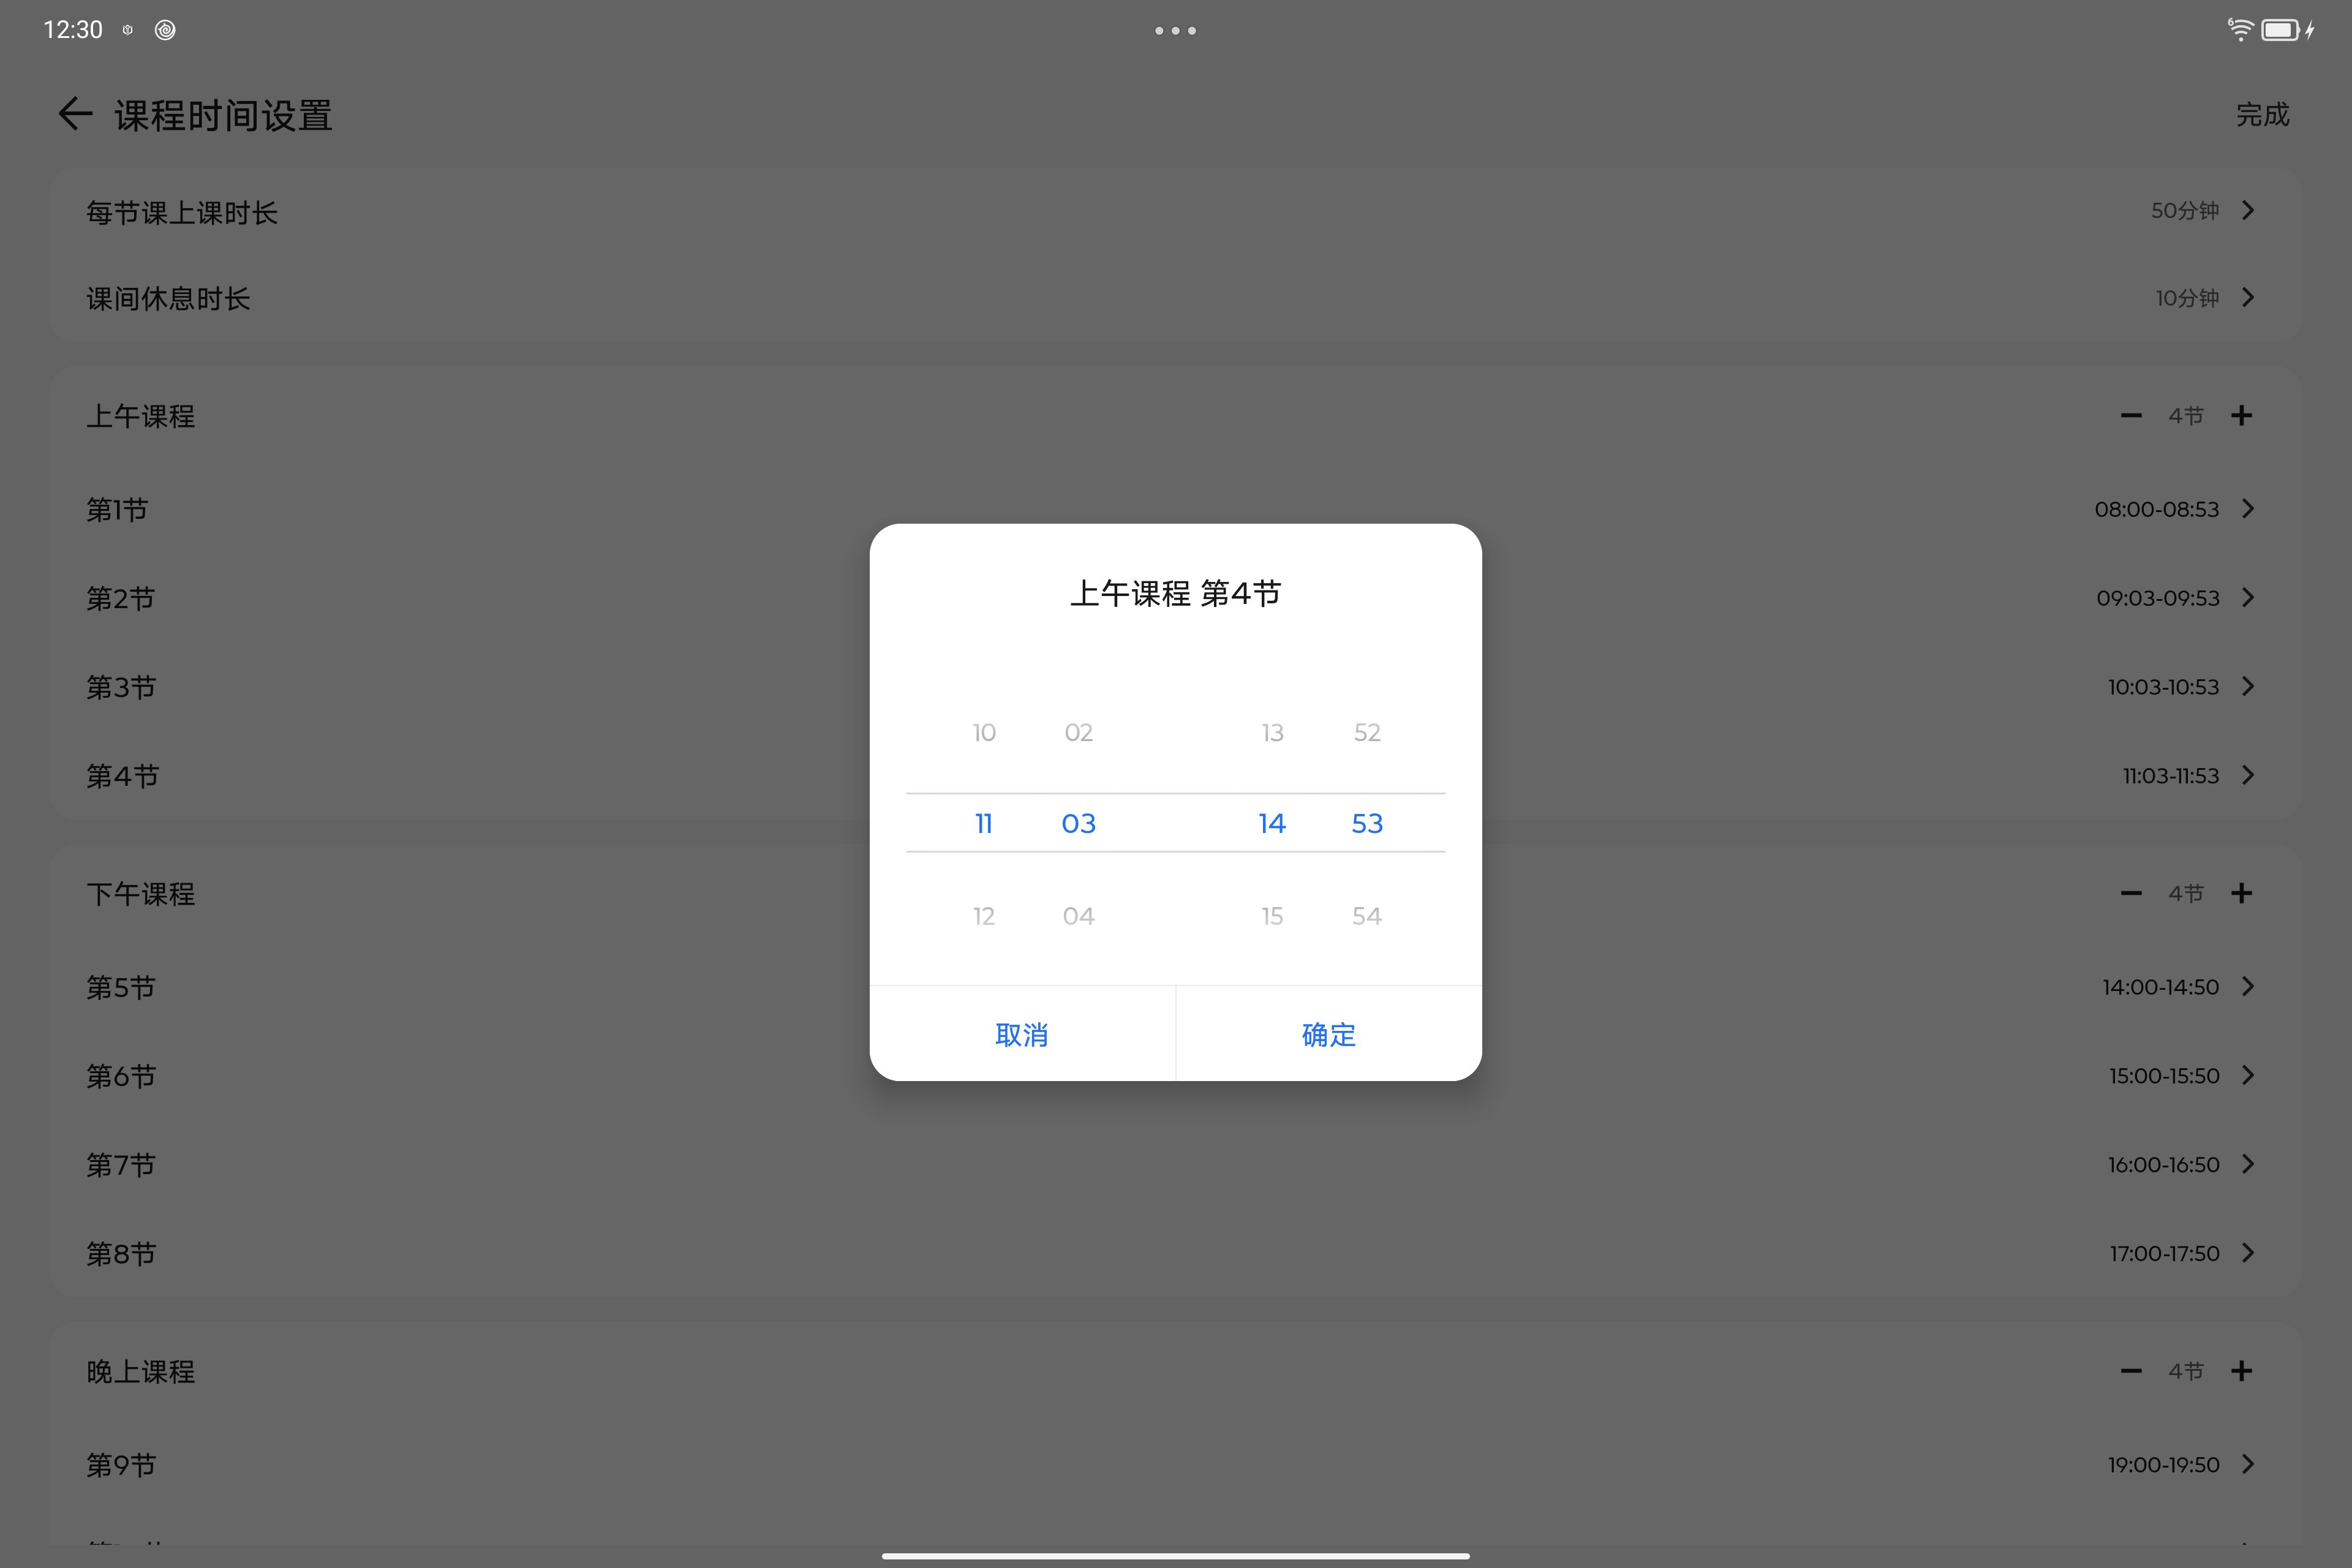 12:30
6
课程时间设置
完成
每节课上课时长 50分钟
课间休息时长 10分钟
上午课程 4节
第1节 08:00-08:53
第2节 09:03-09:53
第3节 10:03-10:53
第4节 11:03-11:53
下午课程 4节
第5节 14:00-14:50
第6节 15:00-15:50
第7节 16:00-16:50
第8节 17:00-17:50
晚上课程 4节
第9节 19:00-19:50
上午课程 第4节
10 02 13 52
11 03 14 53
12 04 15 54
取消 确定